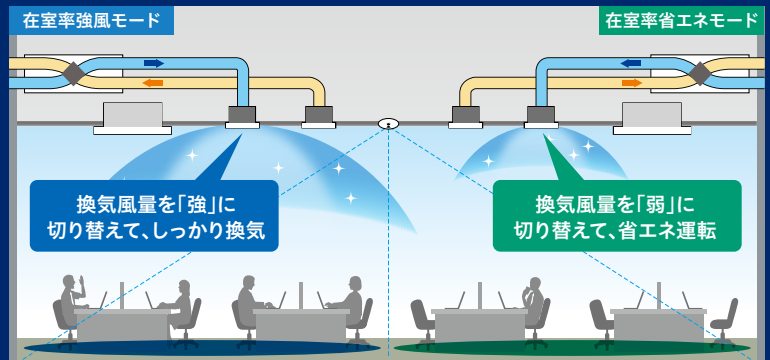 在室率強風モード
在室率省エネモード
換気風量を「強」に
切り替えて、しっかり換気
換気風量を「弱」に
切り替えて、省エネ運転